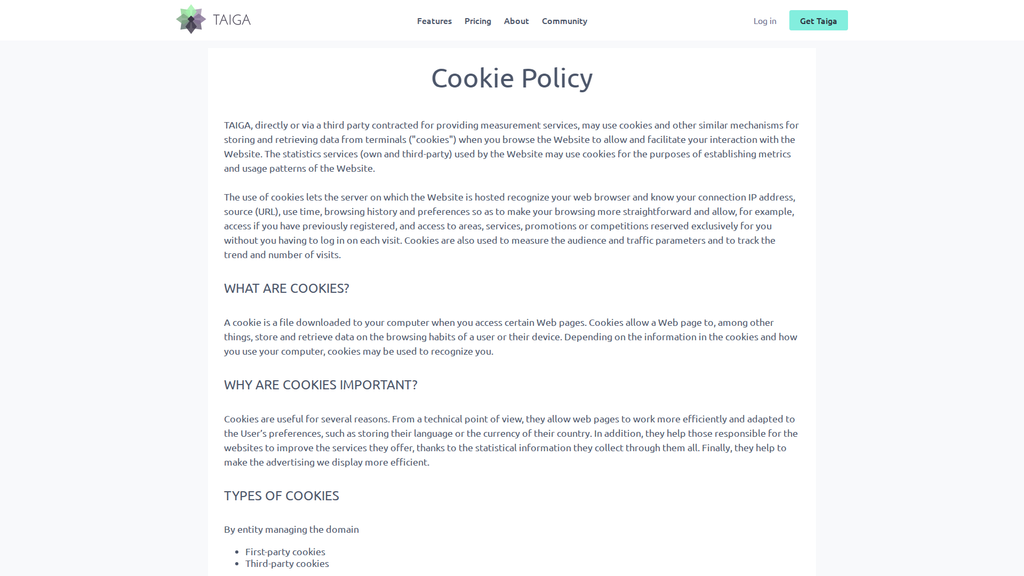 TAIGA
Features Pricing About Community
Log in Get Taiga
Cookie Policy
TAIGA, directly or via a third party contracted for providing measurement services, may use cookies and other similar mechanisms for
storing and retrieving data from terminals ("cookies") when you browse the Website to allow and facilitate your interaction with the
Website. The statistics services (own and third-party) used by the Website may use cookies for the purposes of establishing metrics
and usage patterns of the Website.
The use of cookies lets the server on which the Website is hosted recognize your web browser and know your connection IP address,
source (URL), use time, browsing history and preferences so as to make your browsing more straightforward and allow, for example,
access if you have previously registered, and access to areas, services, promotions or competitions reserved exclusively for you
without you having to log in on each visit. Cookies are also used to measure the audience and traffic parameters and to track the
trend and number of visits.
WHAT ARE COOKIES?
A cookie is a file downloaded to your computer when you access certain Web pages. Cookies allow a Web page to, among other
things, store and retrieve data on the browsing habits of a user or their device. Depending on the information in the cookies and how
you use your computer, cookies may be used to recognize you.
WHY ARE COOKIES IMPORTANT?
Cookies are useful for several reasons. From a technical point of view, they allow web pages to work more efficiently and adapted to
the User's preferences, such as storing their language or the currency of their country. In addition, they help those responsible for the
websites to improve the services they offer, thanks to the statistical information they collect through them all. Finally, they help to
make the advertising we display more efficient.
TYPES OF COOKIES
By entity managing the domain
• First-party cookies
• Third-party cookies